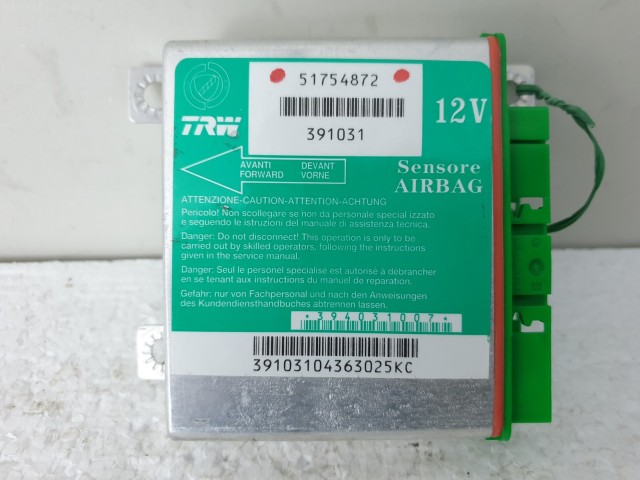 51754872
391031
TRW
12V
AVANTI DEVANT
FORWARD VORNE
Sensore
AIRBAG
ATTENZIONE-CAUTION-ATTENTION-ACHTUNG
Pericolo! Non scollegare se non da personale special izzato
e seguendo le istruzioni del manuale di assistenza tecnica.
Danger: Do not disconnect! This operation is only to be
carried out by skilled operators, following the instructions
given in the service manual.
Danger: Seul le personel specialise est autorisé à debrancher
en se tenant aux instructions du manuel de reparation.
Gefahr: nur von Fachpersonal und nach den Anweisungen
des Kundendiensthandbuches abtrennen lassen.
*394031007*
39103104363025KC